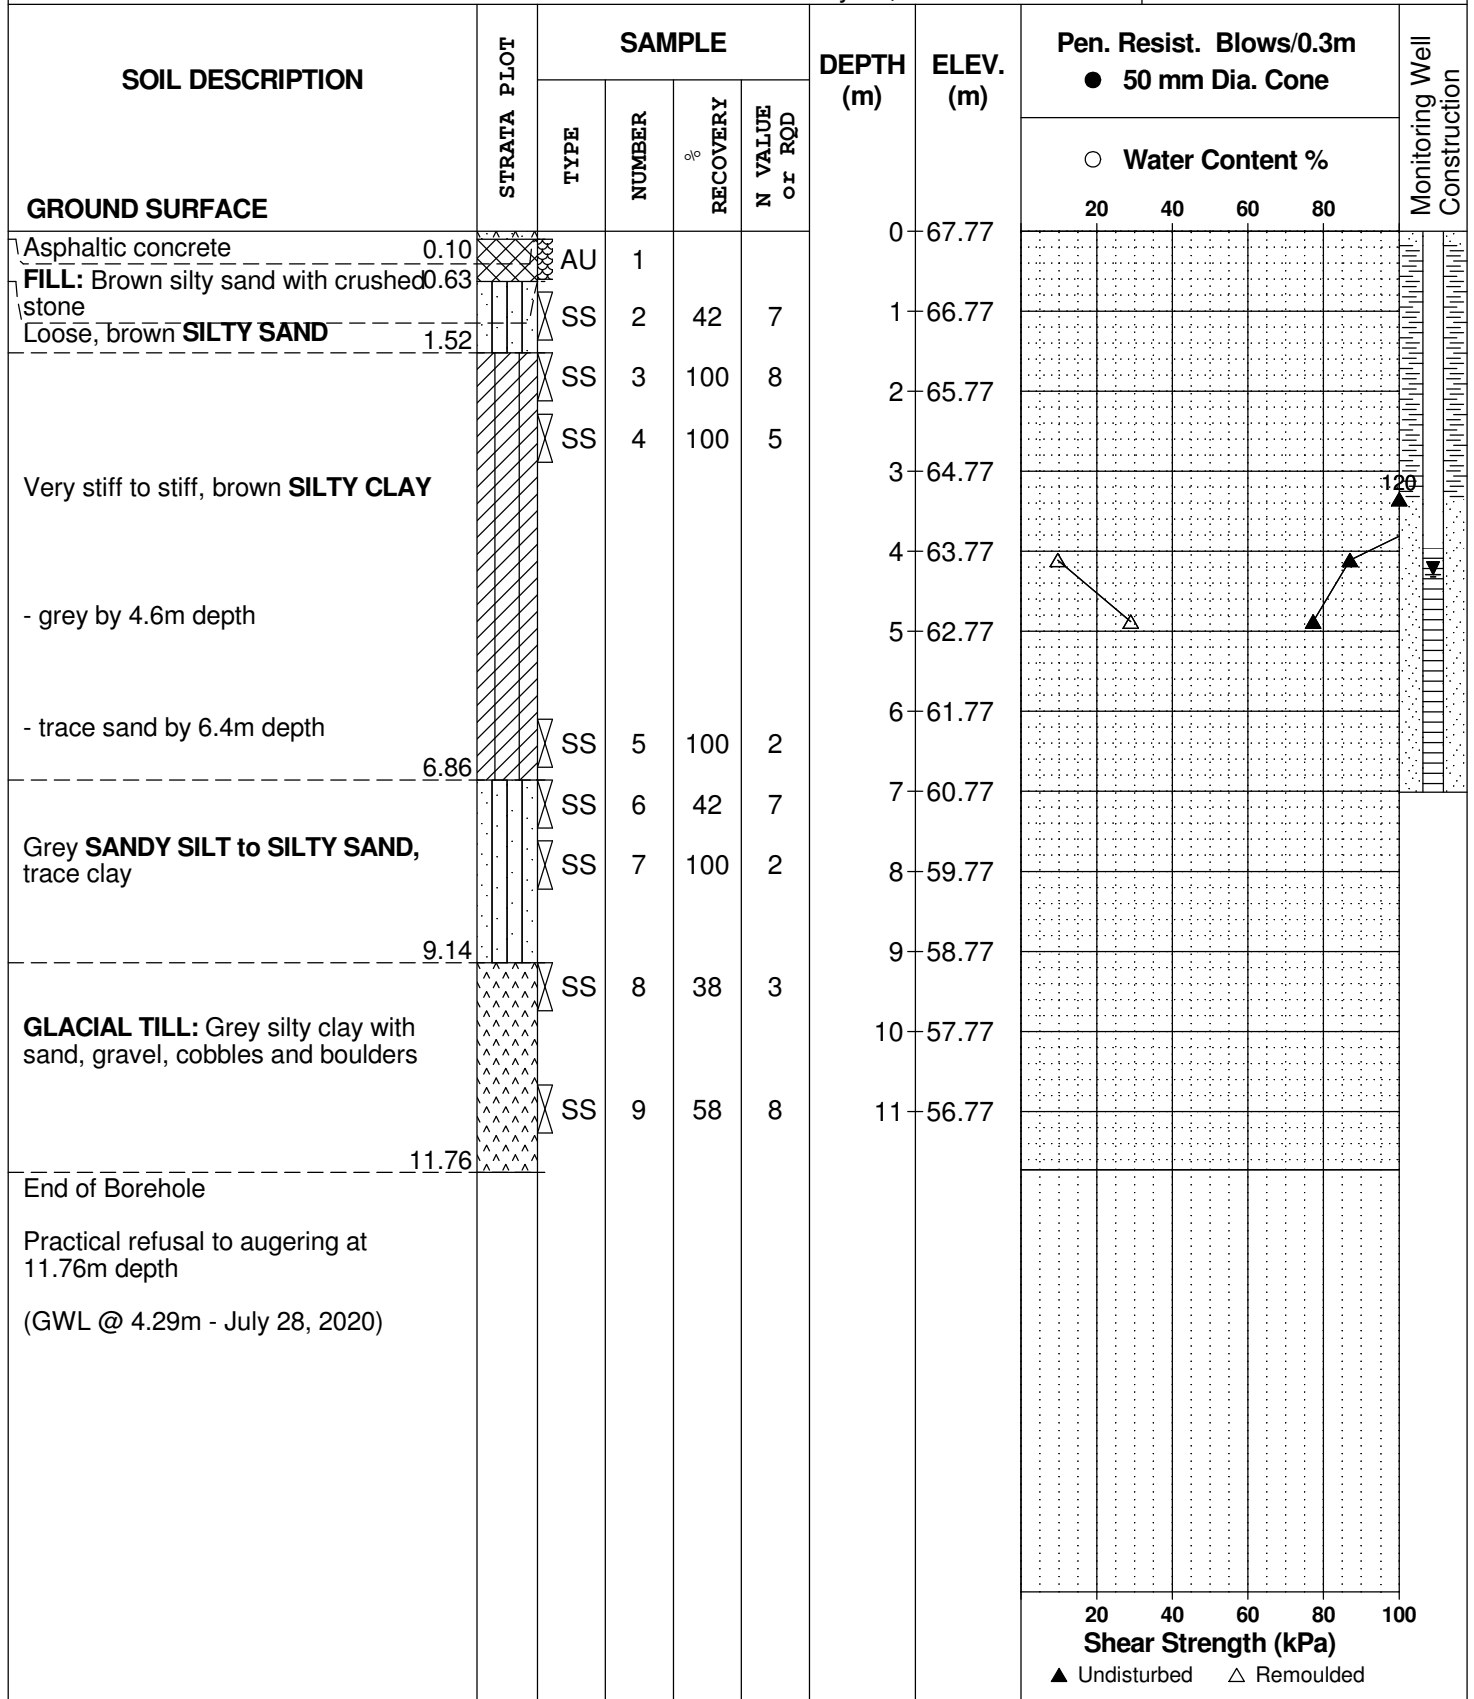 SOIL DESCRIPTION
STRATA PLOT
SAMPLE
TYPE
NUMBER
%
RECOVERY
N VALUE
or RQD
DEPTH
(m)
ELEV.
(m)
Pen. Resist. Blows/0.3m
● 50 mm Dia. Cone
○ Water Content %
20 40 60 80
Monitoring Well
Construction
GROUND SURFACE
0 67.77
Asphaltic concrete 0.10
AU 1
FILL: Brown silty sand with crushed 0.63
stone
SS 2 42 7
1 66.77
Loose, brown SILTY SAND 1.52
SS 3 100 8
2 65.77
SS 4 100 5
3 64.77
120
Very stiff to stiff, brown SILTY CLAY
4 63.77
- grey by 4.6m depth
5 62.77
6 61.77
- trace sand by 6.4m depth
SS 5 100 2
6.86
7 60.77
SS 6 42 7
Grey SANDY SILT to SILTY SAND,
trace clay
SS 7 100 2
8 59.77
9.14
9 58.77
SS 8 38 3
GLACIAL TILL: Grey silty clay with
sand, gravel, cobbles and boulders
10 57.77
SS 9 58 8
11 56.77
11.76
End of Borehole
Practical refusal to augering at
11.76m depth
(GWL @ 4.29m - July 28, 2020)
20 40 60 80 100
Shear Strength (kPa)
▲ Undisturbed △ Remoulded